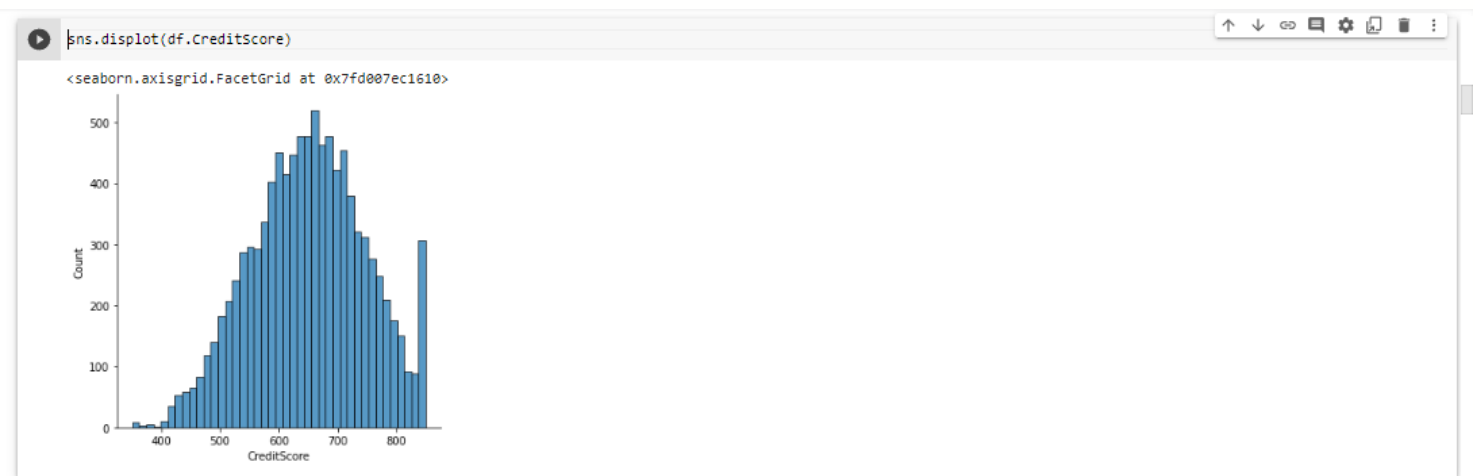 sns.displot(df.CreditScore)
<seaborn.axisgrid.FacetGrid at 0x7fd007ec1610>
500
400
300
200
100
0
Count
400 500 600 700 800
CreditScore